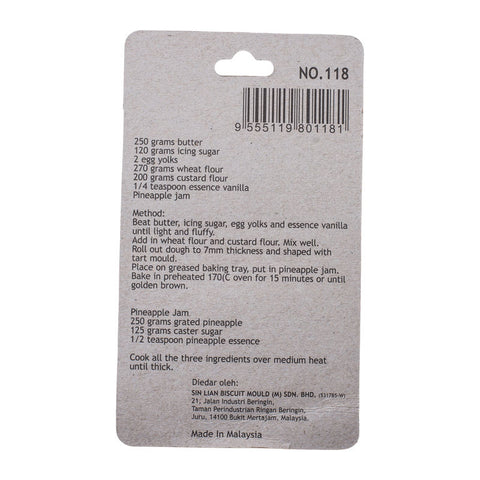 NO.118
9 555119 801181
250 grams butter
120 grams icing sugar
2 egg yolks
270 grams wheat flour
200 grams custard flour
1/4 teaspoon essence vanilla
Pineapple jam
Method:
Beat butter, icing sugar, egg yolks and essence vanilla
until light and fluffy.
Add in wheat flour and custard flour. Mix well.
Roll out dough to 7mm thickness and shaped with
tart mould.
Place on greased baking tray, put in pineapple jam.
Bake in preheated 170(C oven for 15 minutes or until
golden brown.
Pineapple Jam
250 grams grated pineapple
125 grams caster sugar
1/2 teaspoon pineapple essence
Cook all the three ingredients over medium heat
until thick.
Diedar oleh:
SIN LIAN BISCUIT MOULD (M) SDN. BHD. (531785-W)
21, Jalan Industri Beringin,
Taman Perindustrian Ringan Beringin,
Juru, 14100 Bukit Mertajam, Malaysia.
Made In Malaysia